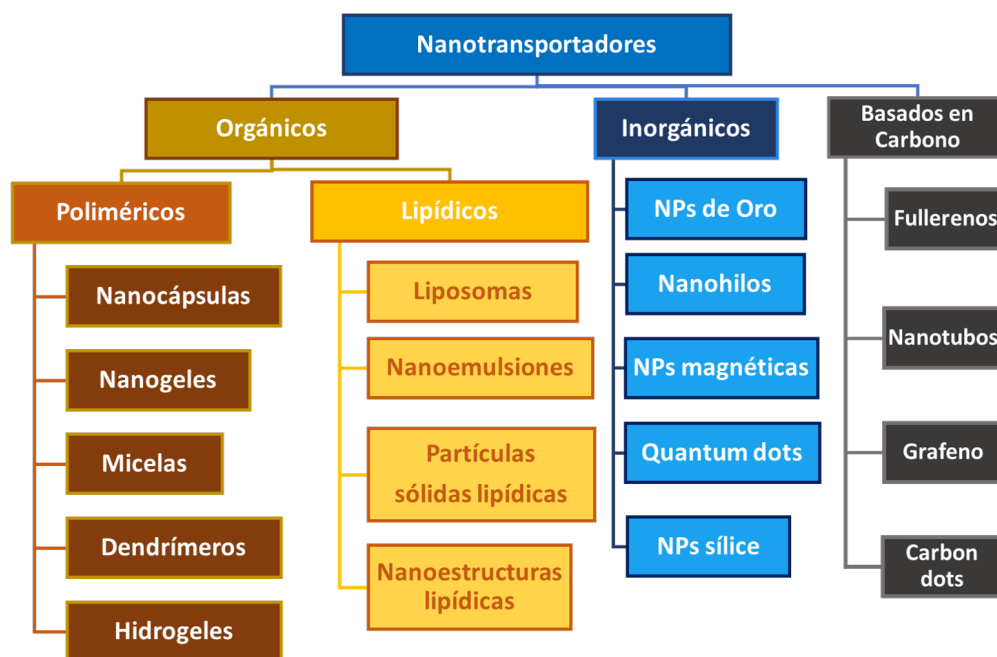 Nanotransportadores
Orgánicos
Inorgánicos
Basados en
Carbono
Poliméricos
Lipídicos
Nanocápsulas
Nanogeles
Micelas
Dendrímeros
Hidrogeles
Liposomas
Nanoemulsiones
Partículas
sólidas lipídicas
Nanoestructuras
lipídicas
NPs de Oro
Nanohilos
NPs magnéticas
Quantum dots
NPs sílice
Fullerenos
Nanotubos
Grafeno
Carbon
dots